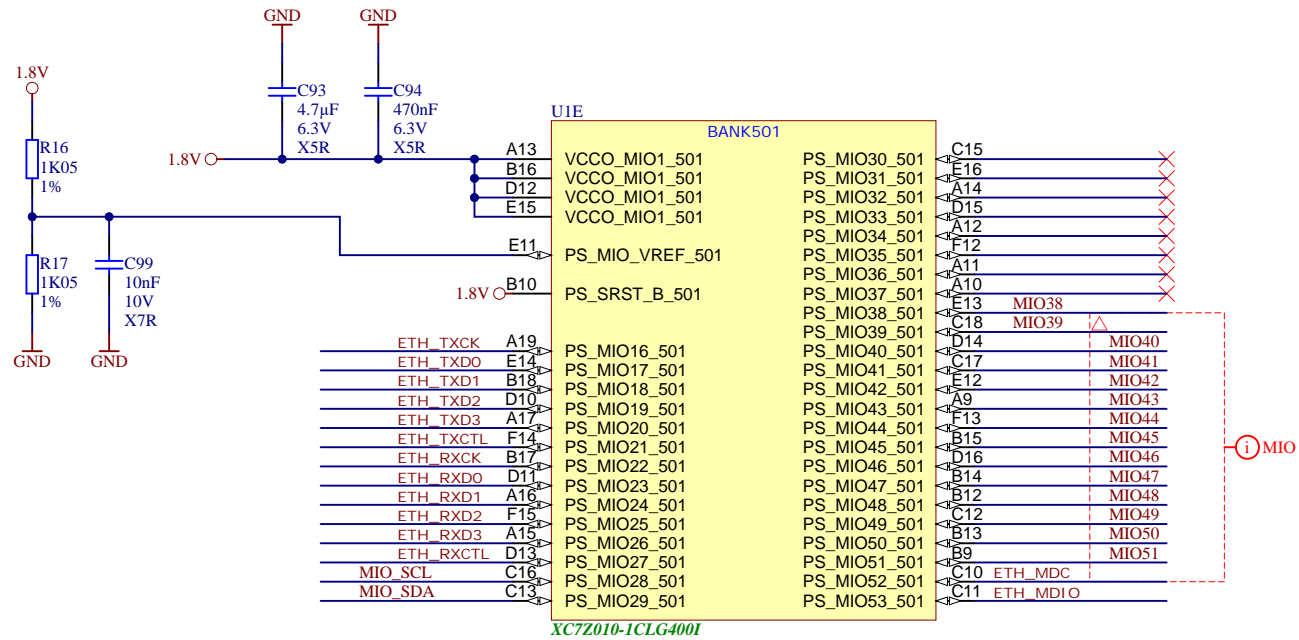 GND
GND
1.8V
C93
4.7µF
6.3V
X5R
C94
470nF
6.3V
X5R
R16
1K05
1%
1.8V
R17
1K05
1%
C99
10nF
10V
X7R
GND
GND
U1E
BANK501
A13 VCCO_MIO1_501
B16 VCCO_MIO1_501
D12 VCCO_MIO1_501
E15 VCCO_MIO1_501
E11 PS_MIO_VREF_501
1.8V B10 PS_SRST_B_501
ETH_TXCK A19 PS_MIO16_501
ETH_TXD0 E14 PS_MIO17_501
ETH_TXD1 B18 PS_MIO18_501
ETH_TXD2 D10 PS_MIO19_501
ETH_TXD3 A17 PS_MIO20_501
ETH_TXCTL F14 PS_MIO21_501
ETH_RXCK B17 PS_MIO22_501
ETH_RXD0 D11 PS_MIO23_501
ETH_RXD1 A16 PS_MIO24_501
ETH_RXD2 F15 PS_MIO25_501
ETH_RXD3 A15 PS_MIO26_501
ETH_RXCTL D13 PS_MIO27_501
MIO_SCL C16 PS_MIO28_501
MIO_SDA C13 PS_MIO29_501
PS_MIO30_501 C15
PS_MIO31_501 E16
PS_MIO32_501 A14
PS_MIO33_501 D15
PS_MIO34_501 A12
PS_MIO35_501 F12
PS_MIO36_501 A11
PS_MIO37_501 A10
PS_MIO38_501 E13 MIO38
PS_MIO39_501 C18 MIO39
PS_MIO40_501 D14 MIO40
PS_MIO41_501 C17 MIO41
PS_MIO42_501 E12 MIO42
PS_MIO43_501 A9 MIO43
PS_MIO44_501 F13 MIO44
PS_MIO45_501 B15 MIO45
PS_MIO46_501 D16 MIO46
PS_MIO47_501 B14 MIO47
PS_MIO48_501 B12 MIO48
PS_MIO49_501 C12 MIO49
PS_MIO50_501 B13 MIO50
PS_MIO51_501 B9 MIO51
PS_MIO52_501 C10 ETH_MDC
PS_MIO53_501 C11 ETH_MDIO
i MIO
XC7Z010-1CLG400I